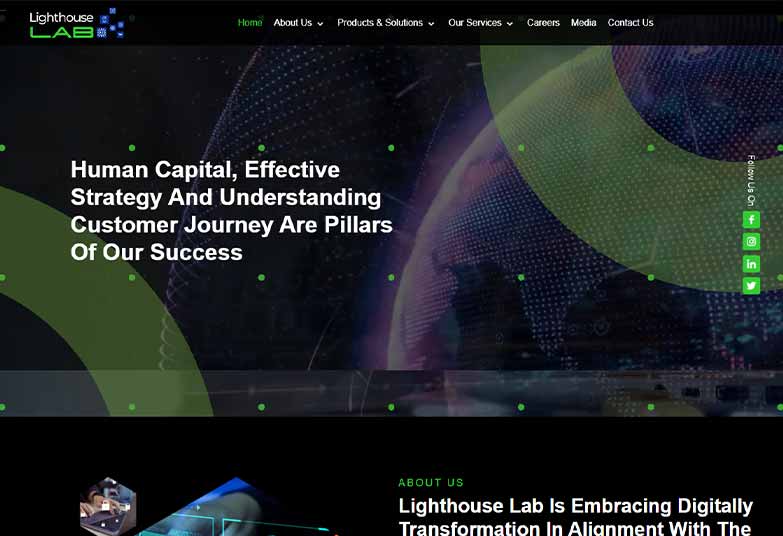 Lighthouse
LAB
Home About Us Products & Solutions Our Services Careers Media Contact Us
Human Capital, Effective
Strategy And Understanding
Customer Journey Are Pillars
Of Our Success
Follow Us On
ABOUT US
Lighthouse Lab Is Embracing Digitally
Transformation In Alignment With The